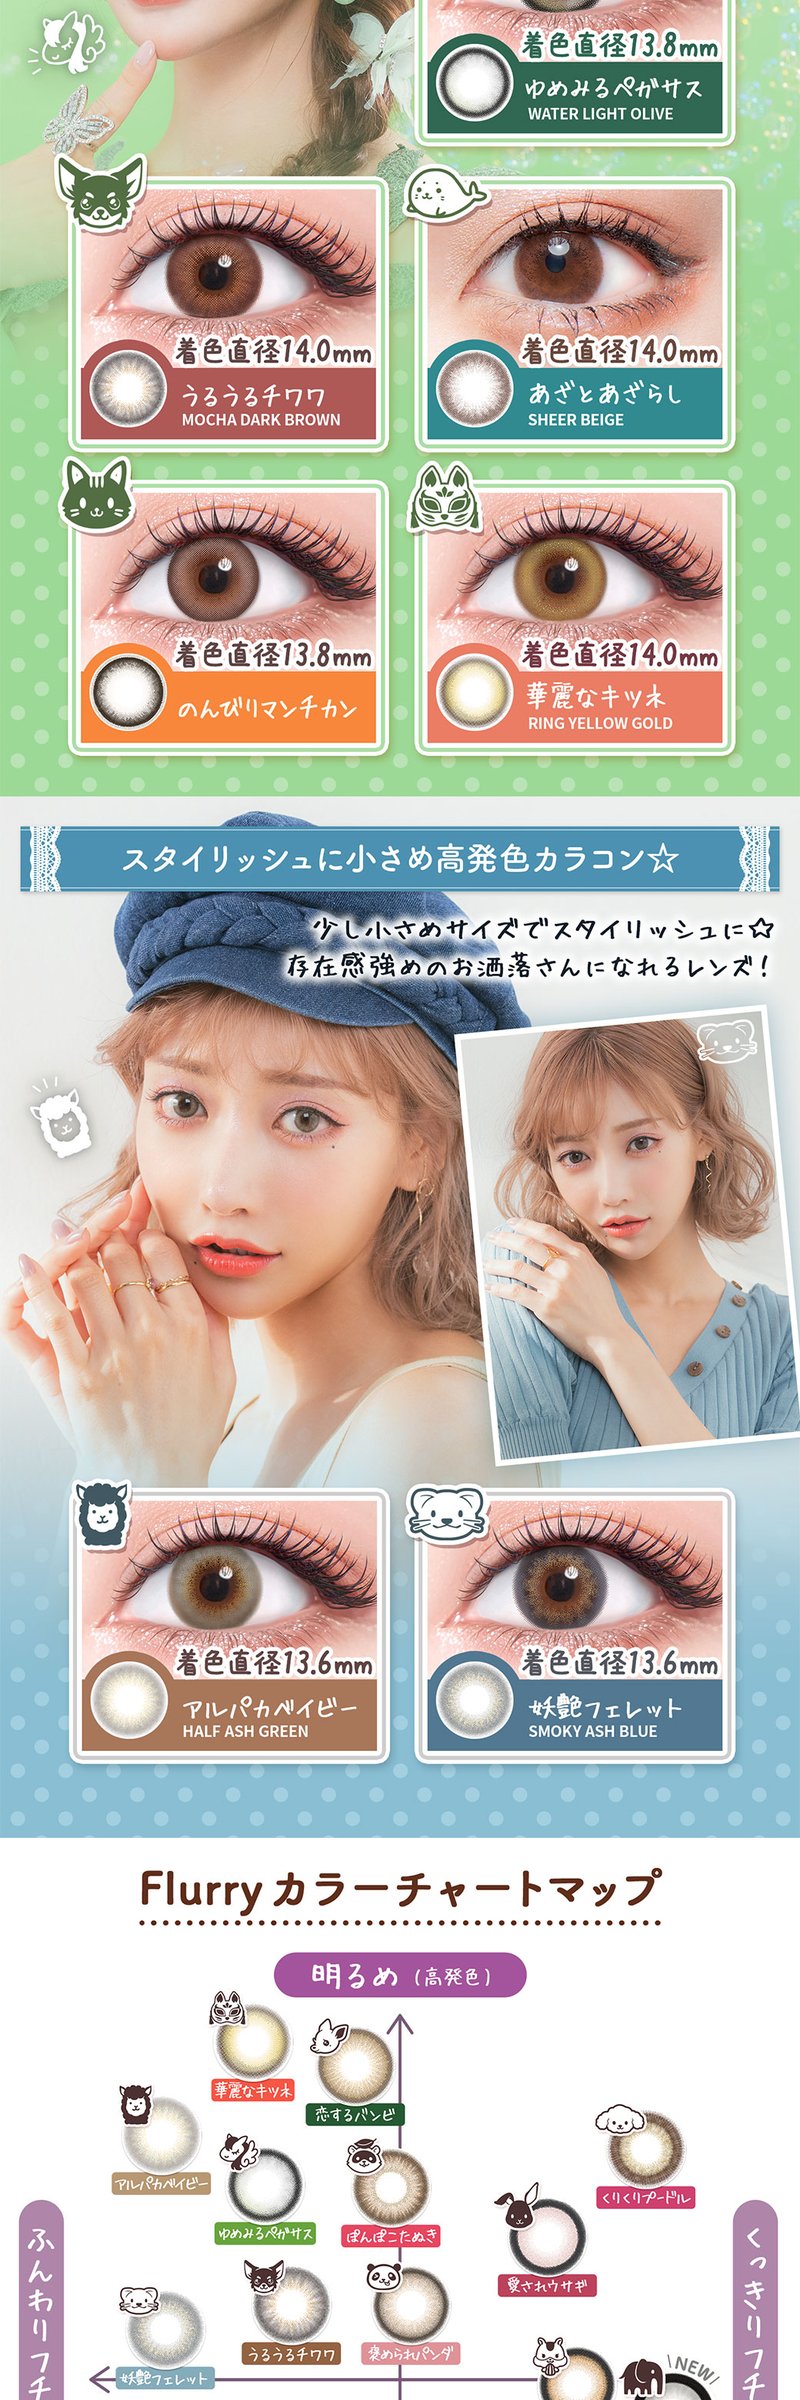 着色直径13.8mm
ゆめみるペガサス
WATER LIGHT OLIVE
着色直径14.0mm
うるうるチワワ
MOCHA DARK BROWN
着色直径14.0mm
あざとあざらし
SHEER BEIGE
着色直径13.8mm
のんびりマンチカン
着色直径14.0mm
華麗なキツネ
RING YELLOW GOLD
スタイリッシュに小さめ高発色カラコン☆
少し小さめサイズでスタイリッシュに☆
存在感強めのお洒落さんになれるレンズ！
着色直径13.6mm
アルパカベイビー
HALF ASH GREEN
着色直径13.6mm
妖艶フェレット
SMOKY ASH BLUE
Flurry カラーチャートマップ
明るめ（高発色）
華麗なキツネ
恋するバンビ
アルパカベイビー
くりくりプードル
ゆめみるペガサス
ぽんぽこたぬき
愛されウサギ
うるうるチワワ
褒められパンダ
妖艶フェレット
ふんわりフチ
くっきりフチ
NEW